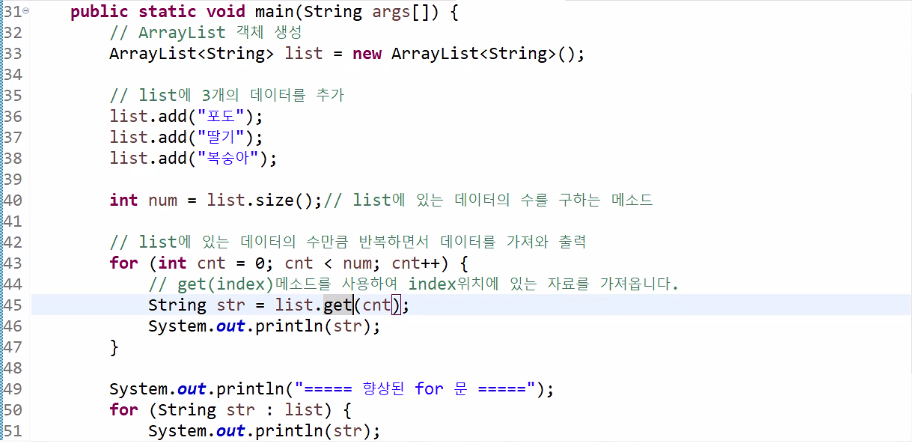 31 public static void main(String args[]) {
32 // ArrayList 객체 생성
33 ArrayList<String> list = new ArrayList<String>();
34
35 // list에 3개의 데이터를 추가
36 list.add("포도");
37 list.add("딸기");
38 list.add("복숭아");
39
40 int num = list.size();// list에 있는 데이터의 수를 구하는 메소드
41
42 // list에 있는 데이터의 수만큼 반복하면서 데이터를 가져와 출력
43 for (int cnt = 0; cnt < num; cnt++) {
44 // get(index)메소드를 사용하여 index위치에 있는 자료를 가져옵니다.
45 String str = list.get(cnt);
46 System.out.println(str);
47 }
48
49 System.out.println("===== 향상된 for 문 =====");
50 for (String str : list) {
51 System.out.println(str);